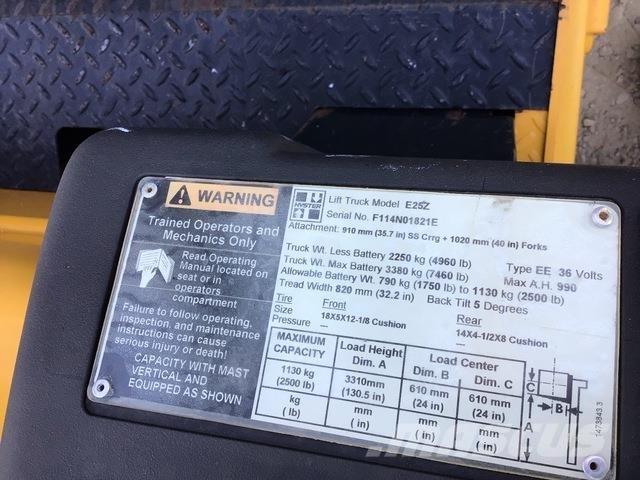 WARNING
Trained Operators and
Mechanics Only
Read Operating
Manual located on
seat or in
operators
compartment
Failure to follow operating,
inspection, and maintenance
instructions can cause
serious injury or death!
CAPACITY WITH MAST
VERTICAL AND
EQUIPPED AS SHOWN
HYSTER
Lift Truck Model E25Z
Serial No. F114N01821E
Attachment: 910 mm (35.7 in) SS Crrg + 1020 mm (40 in) Forks
Truck Wt. Less Battery 2250 kg (4960 lb) Type EE 36 Volts
Truck Wt. Max Battery 3380 kg (7460 lb) Max A.H. 990
Allowable Battery Wt. 790 kg (1750 lb) to 1130 kg (2500 lb)
Tread Width 820 mm (32.2 in) Back Tilt 5 Degrees
Tire Front Rear
Size 18X5X12-1/8 Cushion 14X4-1/2X8 Cushion
Pressure — —
MAXIMUM CAPACITY Load Height Dim. A Load Center Dim. B Dim. C
1130 kg 3310mm 610 mm 610 mm
(2500 lb) (130.5 in) (24 in) (24 in)
kg mm mm mm
( lb) ( in) ( in) ( in)
C
B
A
1473843.3
MASCUS